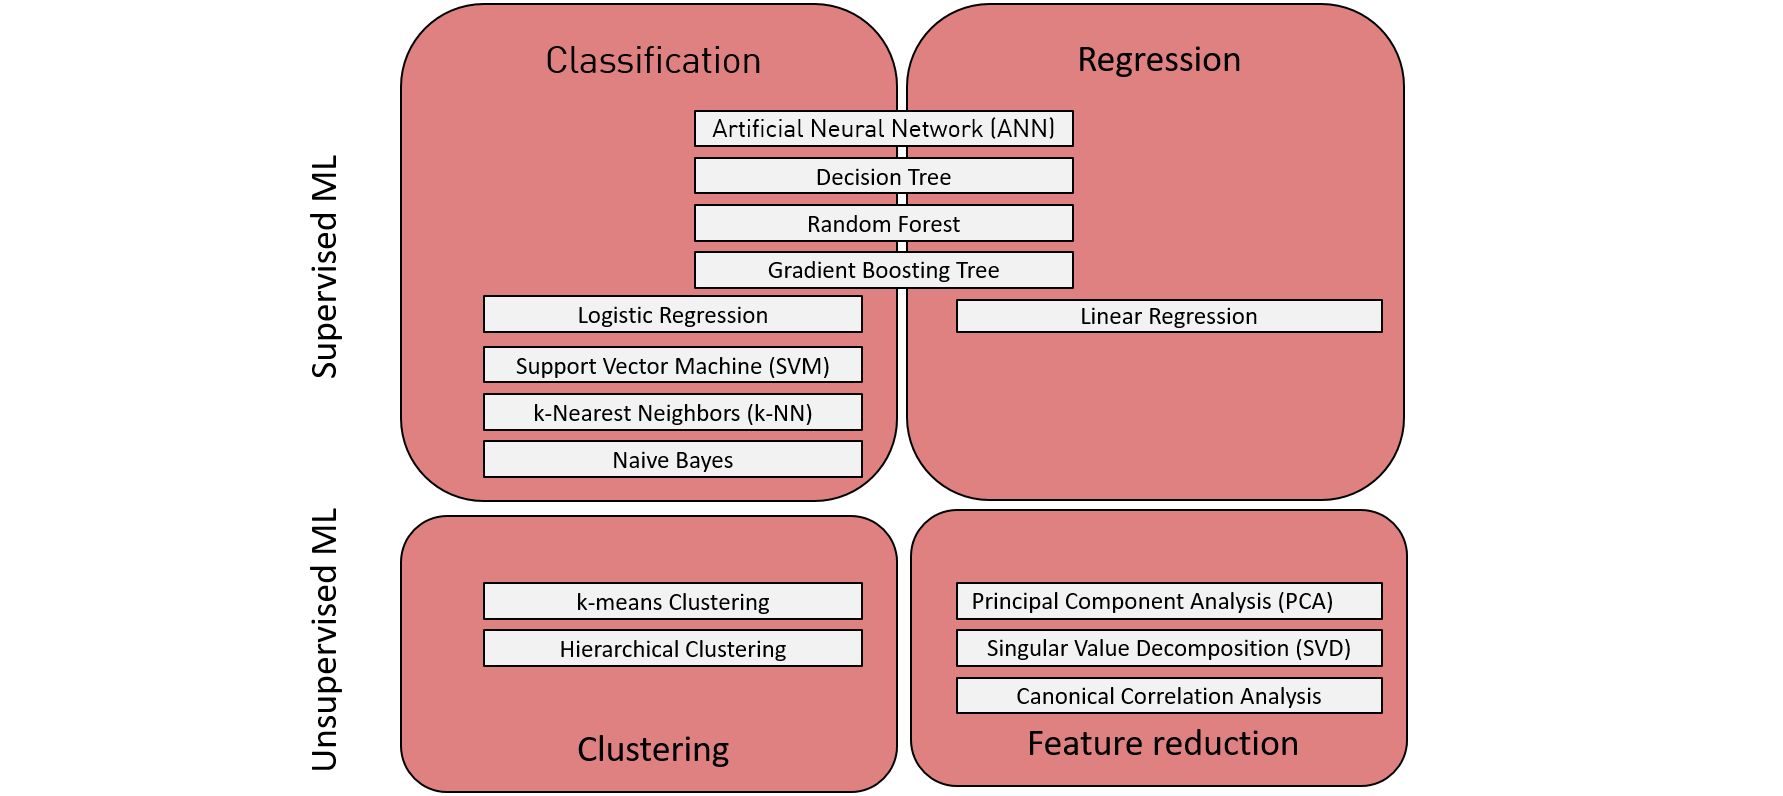 Supervised ML
Classification
Regression
Artificial Neural Network (ANN)
Decision Tree
Random Forest
Gradient Boosting Tree
Logistic Regression
Linear Regression
Support Vector Machine (SVM)
k-Nearest Neighbors (k-NN)
Naive Bayes
Unsupervised ML
k-means Clustering
Hierarchical Clustering
Clustering
Principal Component Analysis (PCA)
Singular Value Decomposition (SVD)
Canonical Correlation Analysis
Feature reduction